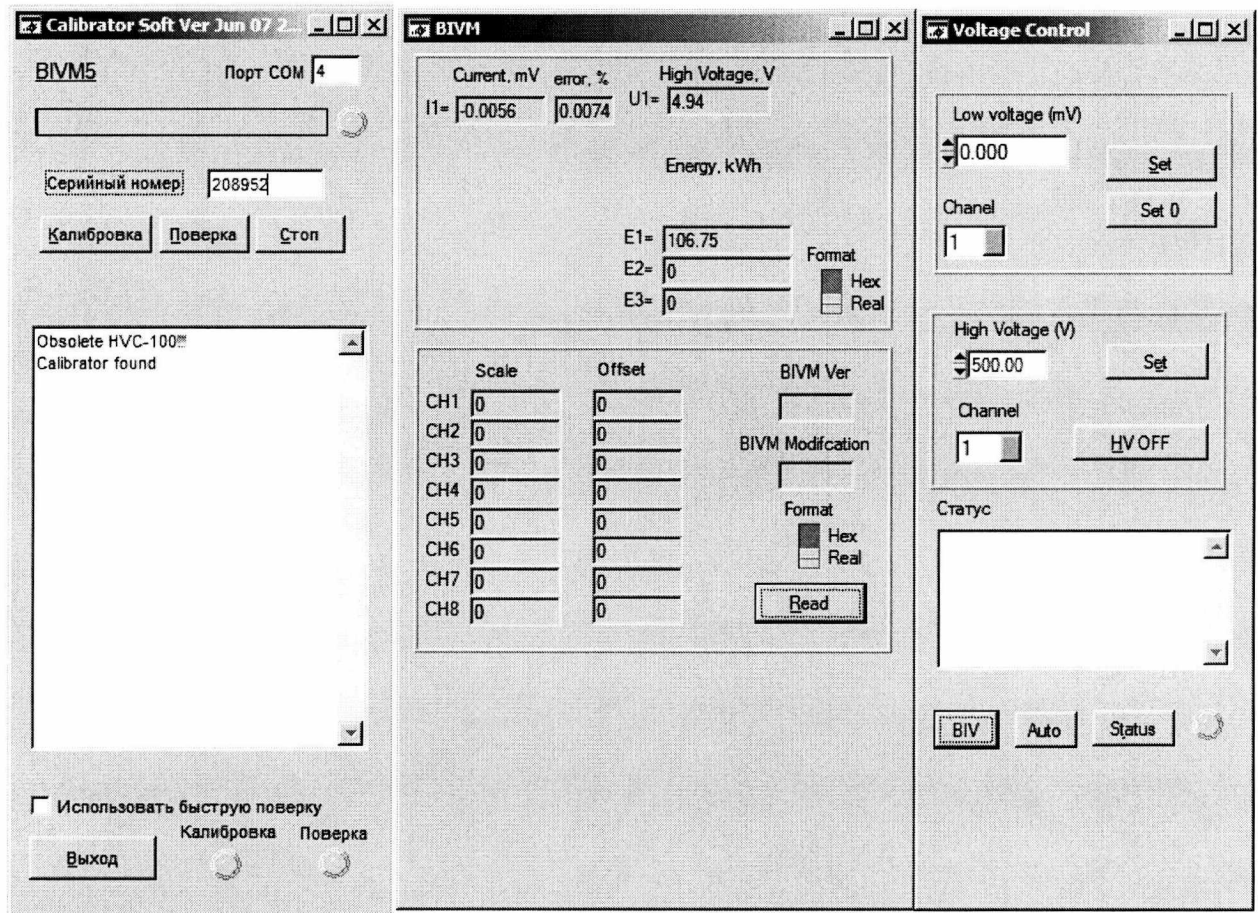 Calibrator Soft Ver Jun 07 2...
BIVM5
Порт COM 4
Серийный номер 208952
Калибровка Поверка Стоп
Obsolete HVC-100
Calibrator found
Использовать быструю поверку
Калибровка Поверка
Выход
BIVM
Current, mV error, % High Voltage, V
I1= -0.0056 0.0074 U1= 4.94
Energy, kWh
E1= 106.75
E2= 0
E3= 0
Format
Hex
Real
Scale Offset BIVM Ver
CH1 0 0
CH2 0 0
CH3 0 0
CH4 0 0
CH5 0 0
CH6 0 0
CH7 0 0
CH8 0 0
BIVM Modifcation
Format
Hex
Real
Read
Voltage Control
Low voltage (mV)
0.000
Set
Chanel
1
Set 0
High Voltage (V)
500.00
Set
Channel
1
HV OFF
Статус
BIV Auto Status